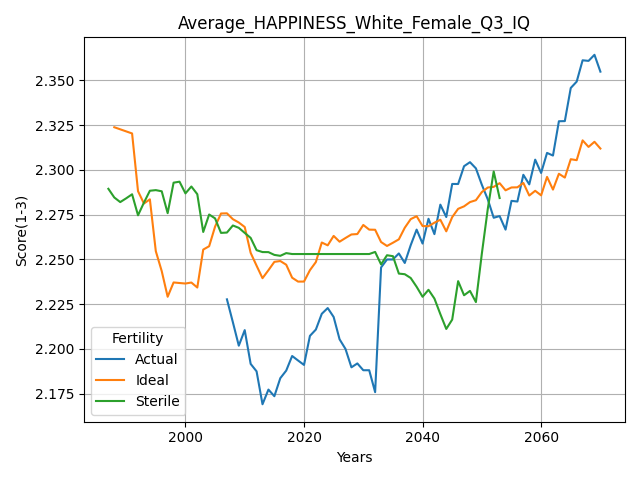 Average_HAPPINESS_White_Female_Q3_IQ
Score(1-3)
2.350
2.325
2.300
2.275
2.250
2.225
2.200
2.175
Fertility
Actual
Ideal
Sterile
2000 2020 2040 2060
Years